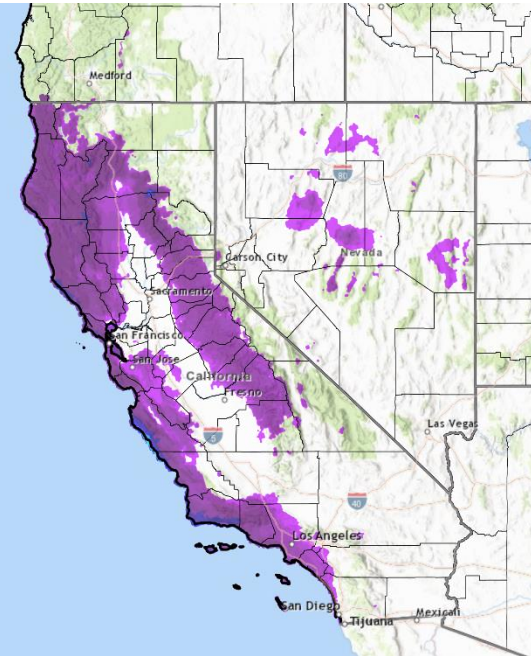 Medford
80
Carson City
Nevada
Sacramento
San Francisco
San Jose
California
Fresno
5
Las Vegas
40
Los Angeles
San Diego
Mexicali
Tijuana